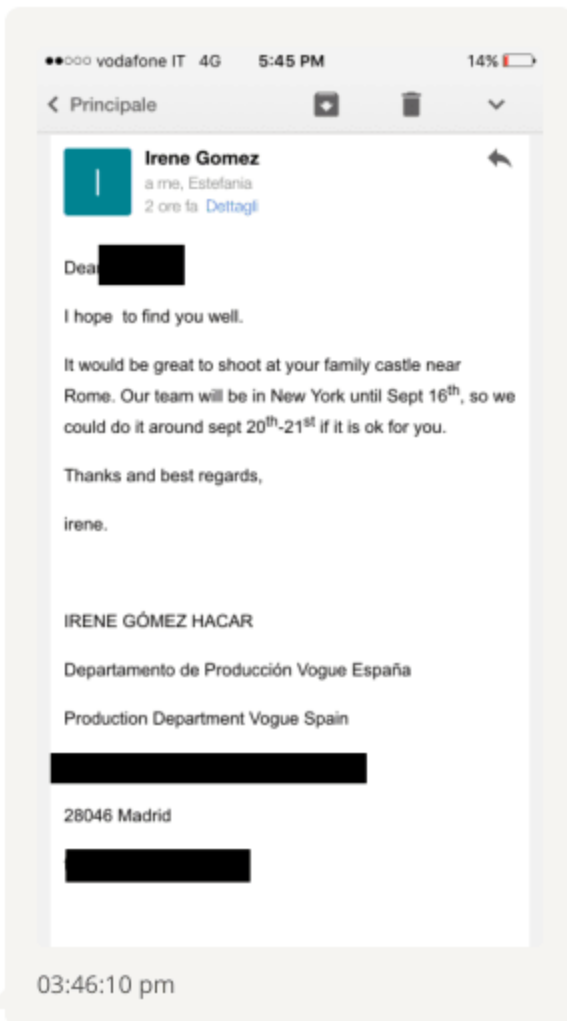 vodafone IT 4G 5:45 PM 14%
Principale
I
Irene Gomez
a me, Estefania
2 ore fa Dettagli
Dear
I hope to find you well.
It would be great to shoot at your family castle near
Rome. Our team will be in New York until Sept 16th, so we
could do it around sept 20th-21st if it is ok for you.
Thanks and best regards,
irene.
IRENE GÓMEZ HACAR
Departamento de Producción Vogue España
Production Department Vogue Spain
28046 Madrid
03:46:10 pm